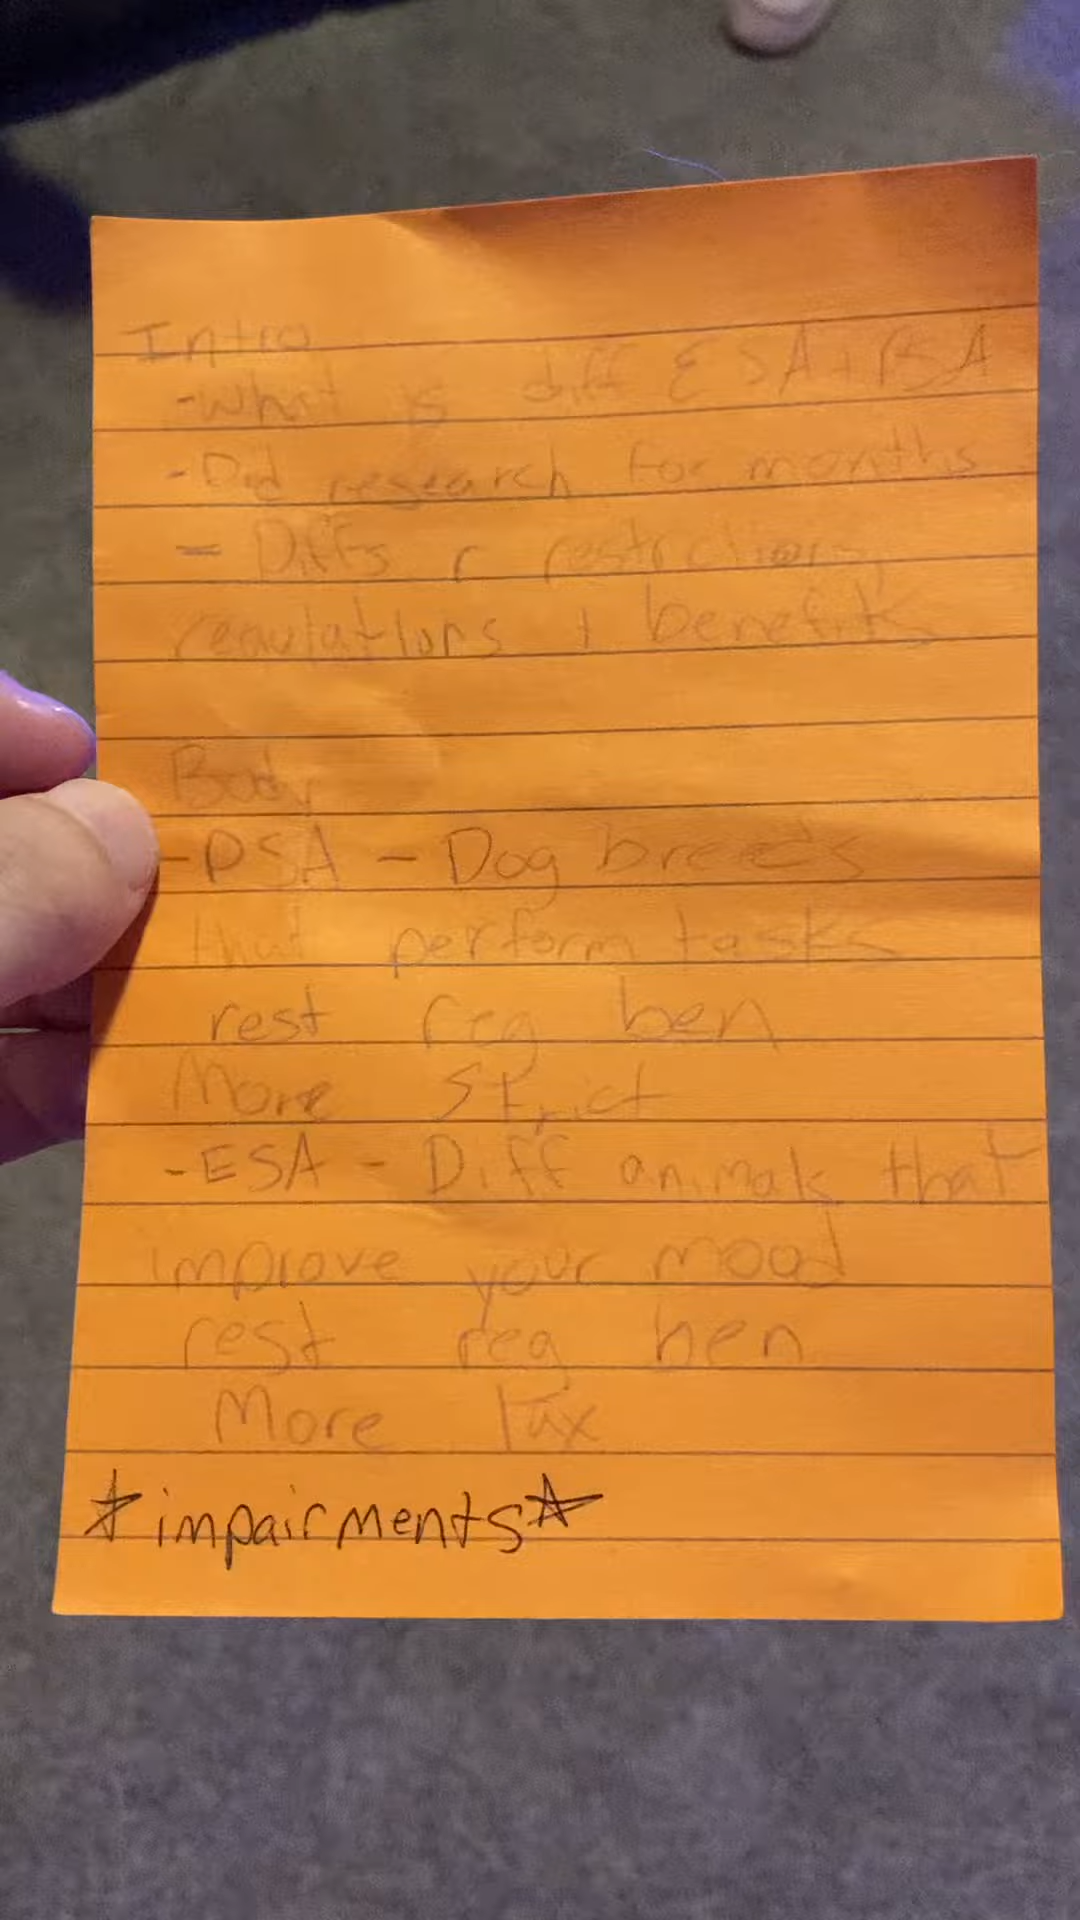 Intro
-What is diff ESA + PSA
-Did research for months
- Diffs r restrictions,
regulations + benefits
Body
-PSA - Dog breeds
that perform tasks
rest reg ben
More Strict
-ESA - Diff animals that
improve your mood
rest reg ben
More lax
☆impairments☆